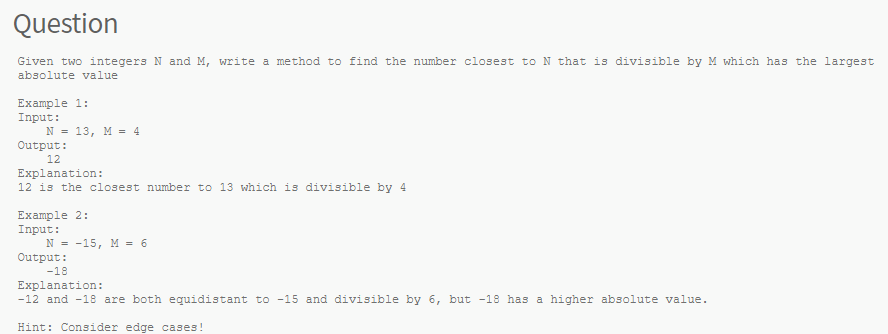 Question
Given two integers N and M, write a method to find the number closest to N that is divisible by M which has the largest
absolute value
Example 1:
Input:
N = 13, M = 4
Output:
12
Explanation:
12 is the closest number to 13 which is divisible by 4
Example 2:
Input:
N = -15, M = 6
Output:
-18
Explanation:
-12 and -18 are both equidistant to -15 and divisible by 6, but -18 has a higher absolute value.
Hint: Consider edge cases!